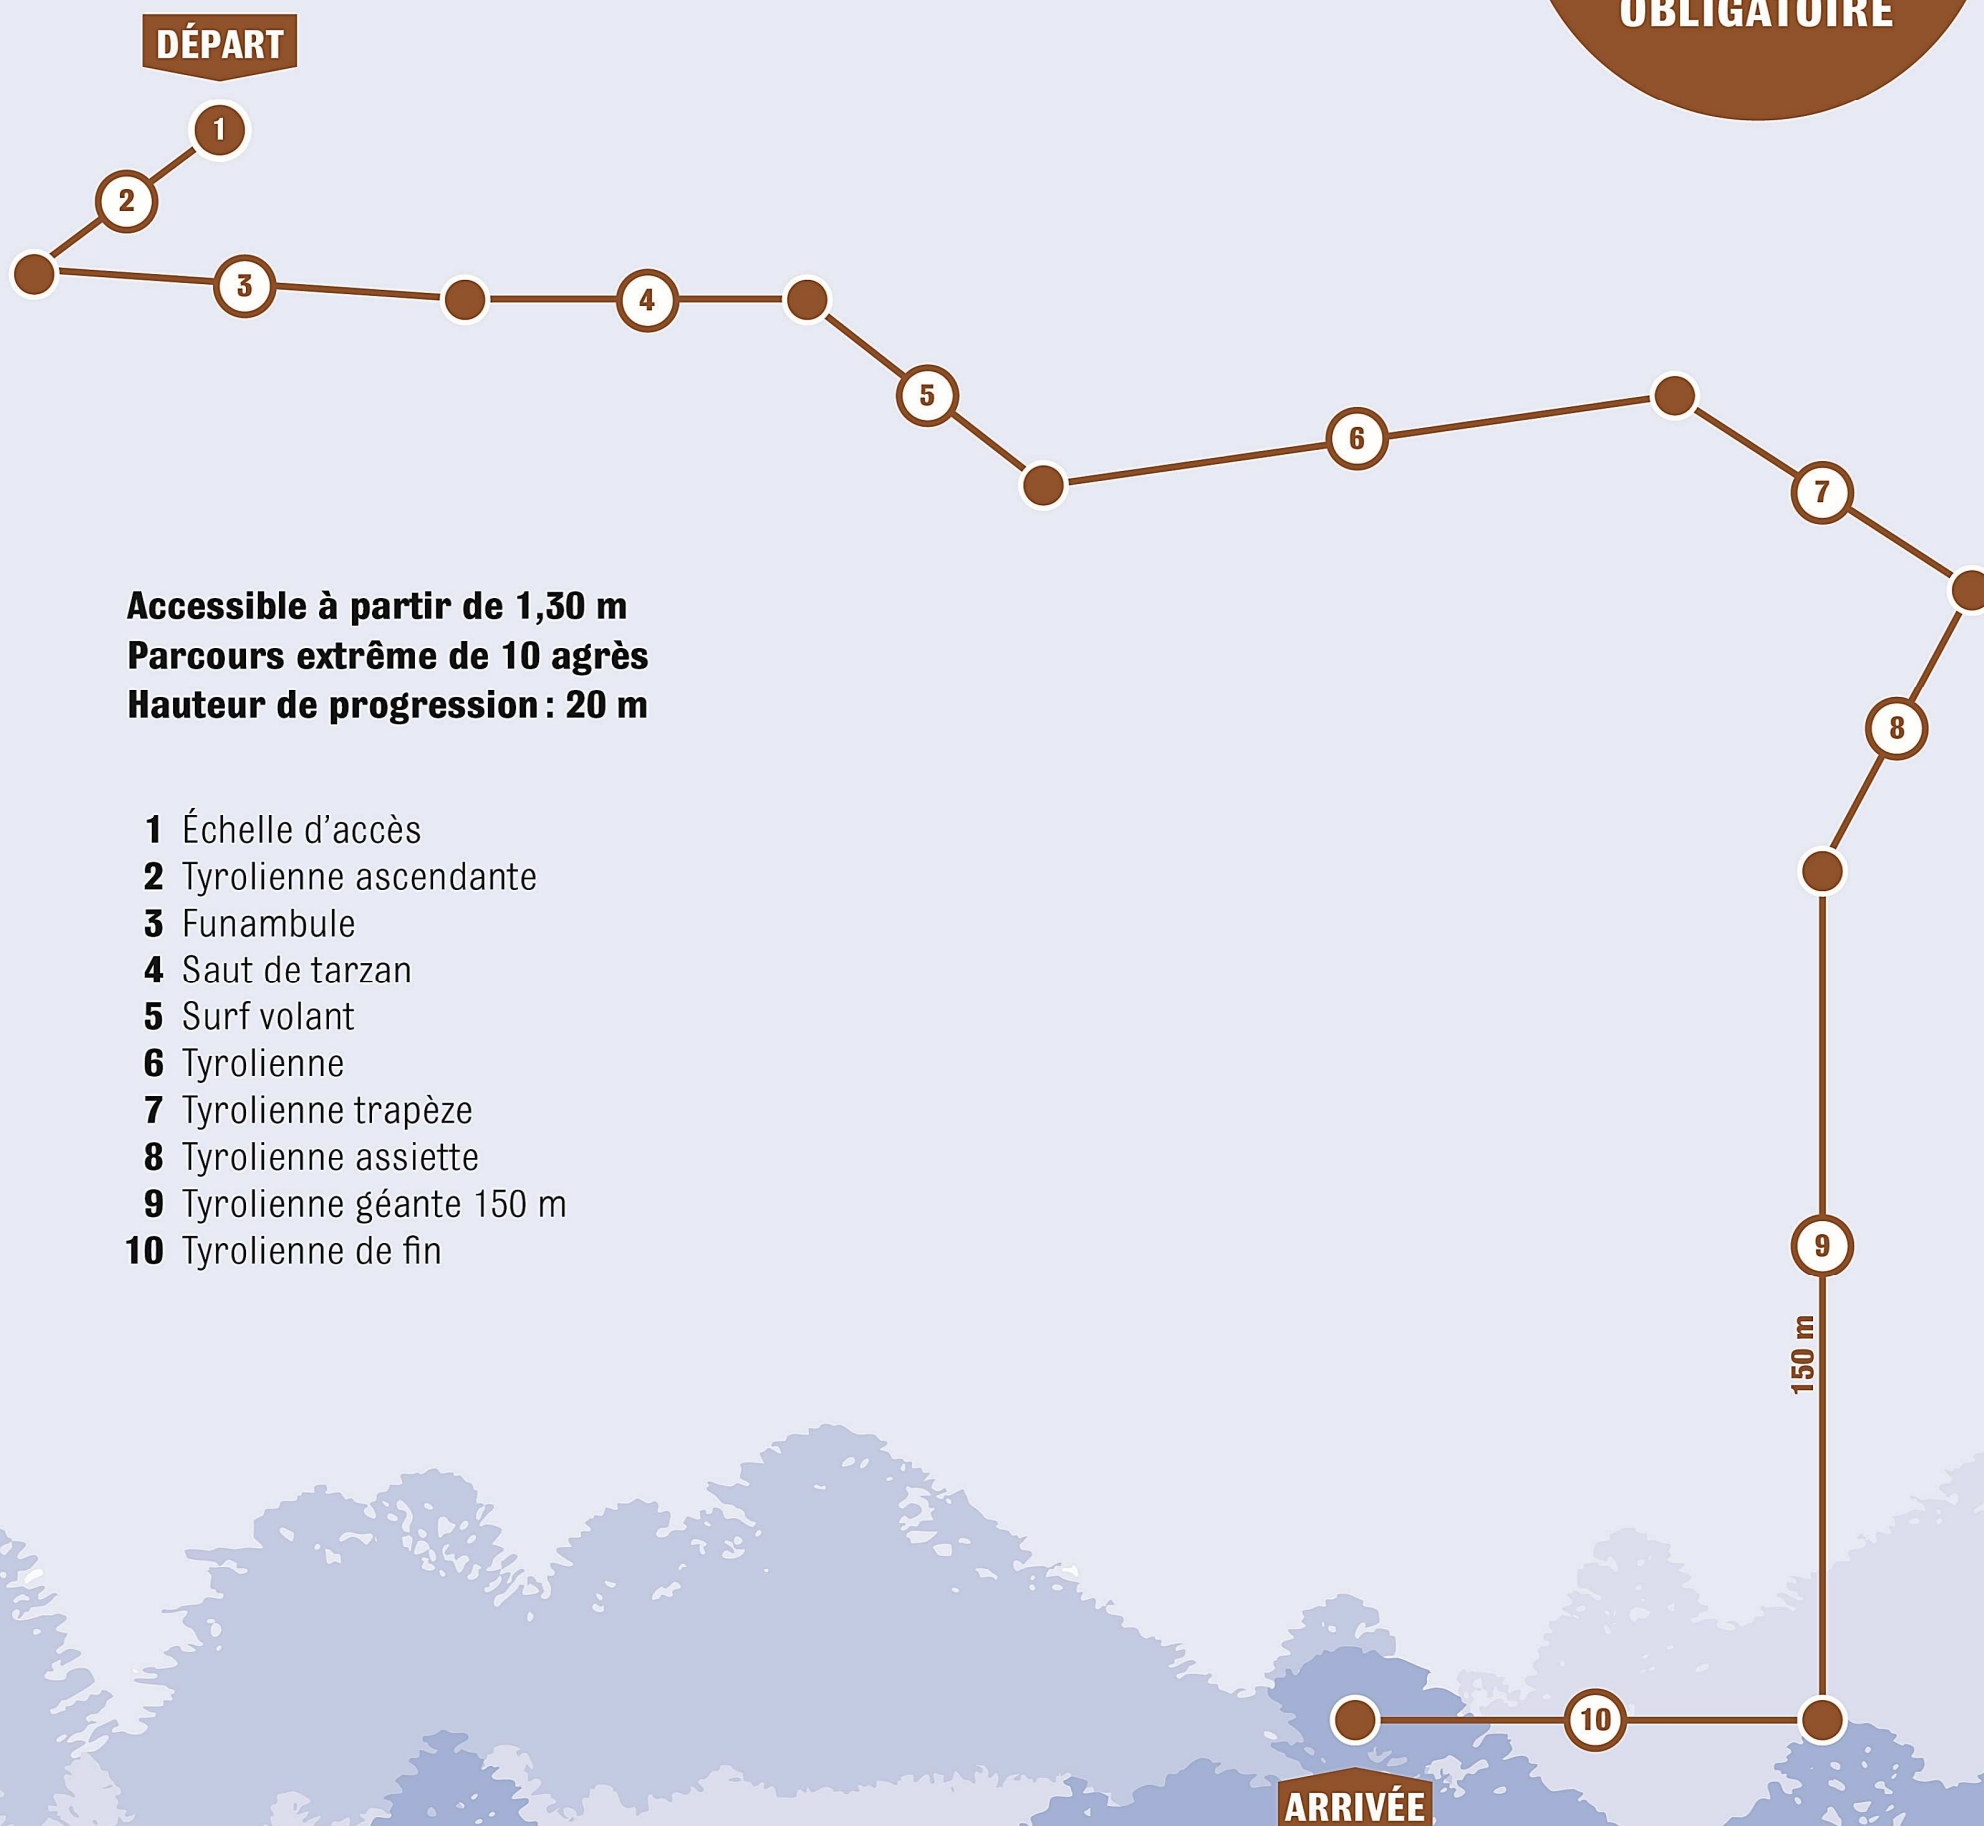 OBLIGATOIRE
DÉPART
1
2
3
4
5
6
7
8
Accessible à partir de 1,30 m
Parcours extrême de 10 agrès
Hauteur de progression : 20 m
1 Échelle d’accès
2 Tyrolienne ascendante
3 Funambule
4 Saut de tarzan
5 Surf volant
6 Tyrolienne
7 Tyrolienne trapèze
8 Tyrolienne assiette
9 Tyrolienne géante 150 m
10 Tyrolienne de fin
9
150 m
10
ARRIVÉE